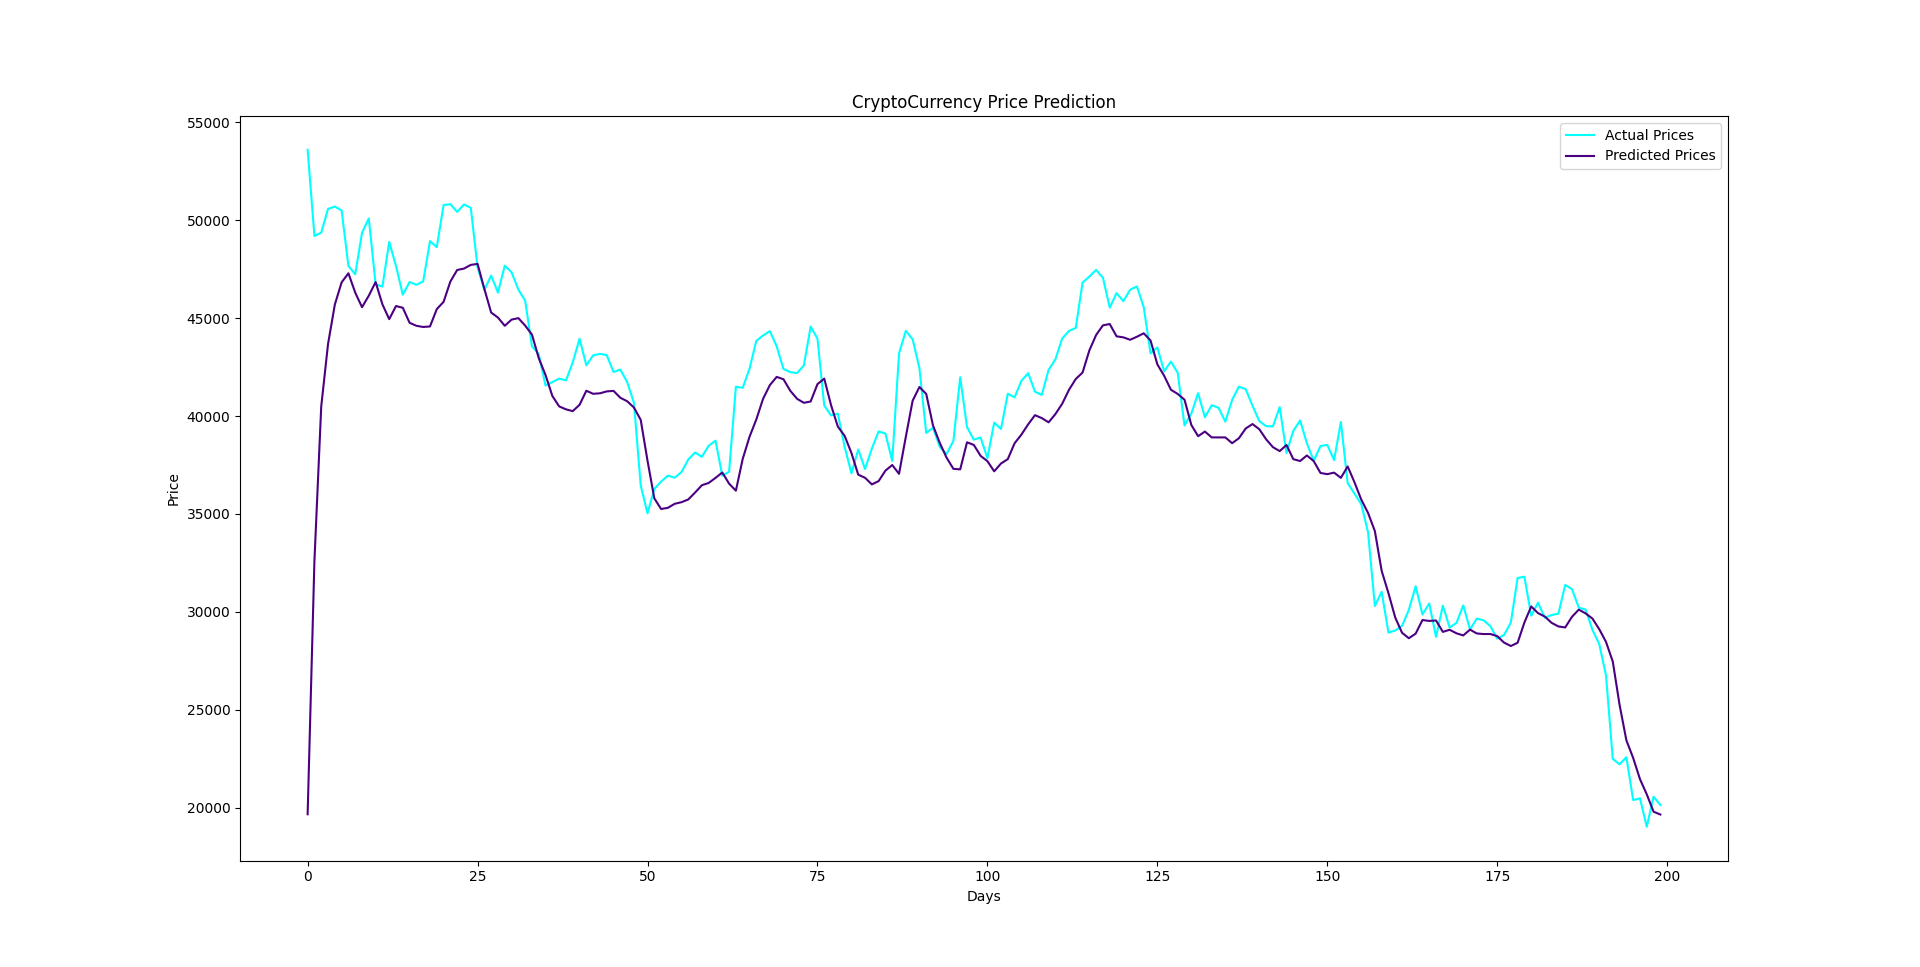 CryptoCurrency Price Prediction
Actual Prices
Predicted Prices
55000
50000
45000
40000
35000
30000
25000
20000
Price
0 25 50 75 100 125 150 175 200
Days